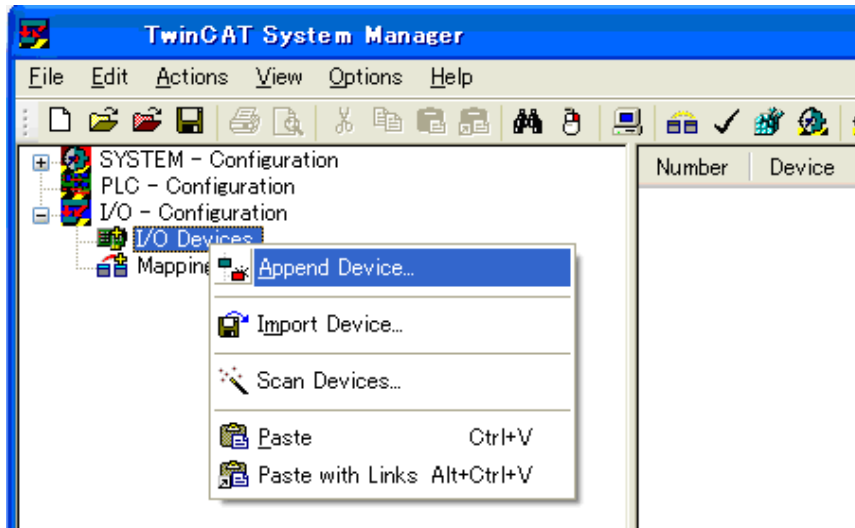 TwinCAT System Manager
File Edit Actions View Options Help
SYSTEM - Configuration
PLC - Configuration
I/O - Configuration
I/O Devices
Mapping
Number Device
Append Device...
Import Device...
Scan Devices...
Paste Ctrl+V
Paste with Links Alt+Ctrl+V